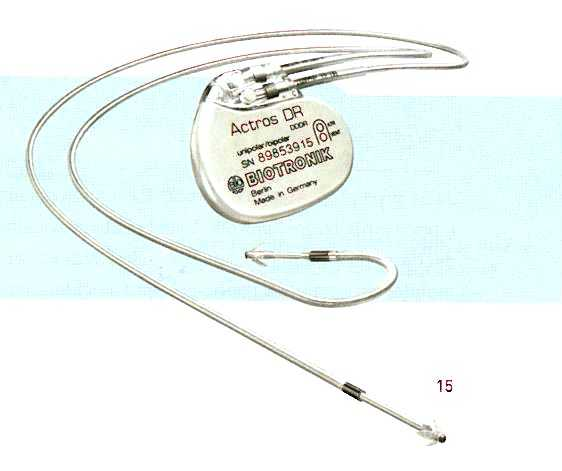 Actros DR
DDDR
unipolar/bipolar
SN 89853915
BIOTRONIK
Berlin
Made in Germany
15